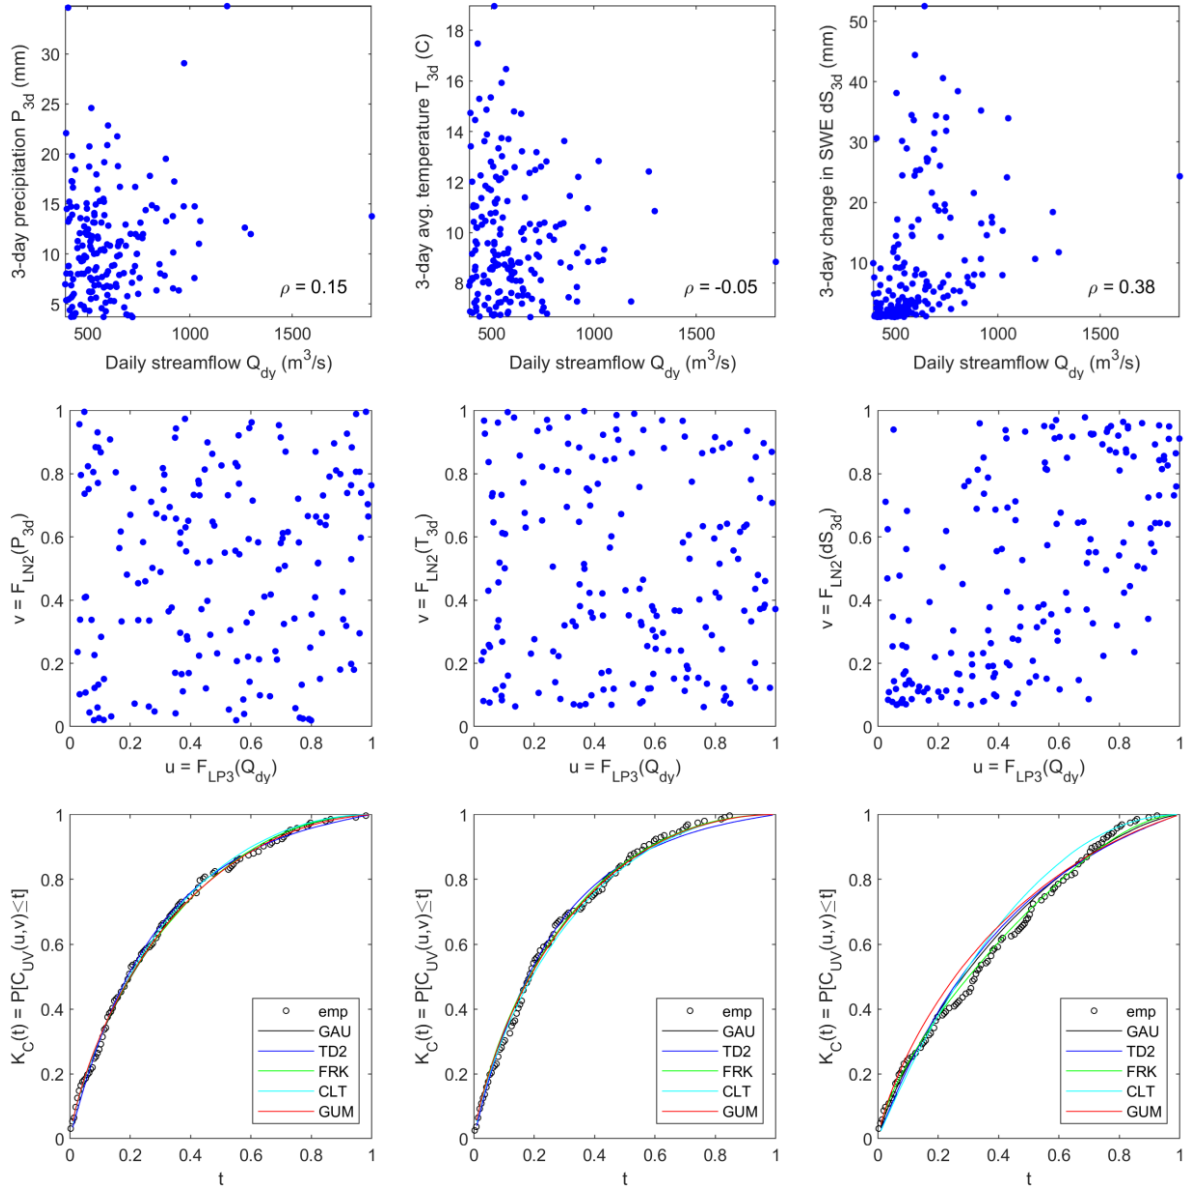 3-day precipitation P3d (mm)
30
25
20
15
10
5
ρ = 0.15
500 1000 1500
Daily streamflow Qdy (m3/s)
3-day avg. temperature T3d (C)
18
16
14
12
10
8
ρ = -0.05
500 1000 1500
Daily streamflow Qdy (m3/s)
3-day change in SWE dS3d (mm)
50
40
30
20
10
ρ = 0.38
500 1000 1500
Daily streamflow Qdy (m3/s)
v = FLN2(P3d)
1
0.8
0.6
0.4
0.2
0
0 0.2 0.4 0.6 0.8 1
u = FLP3(Qdy)
v = FLN2(T3d)
1
0.8
0.6
0.4
0.2
0
0 0.2 0.4 0.6 0.8 1
u = FLP3(Qdy)
v = FLN2(dS3d)
1
0.8
0.6
0.4
0.2
0
0 0.2 0.4 0.6 0.8 1
u = FLP3(Qdy)
KC(t) = P[CUV(u,v)≤t]
1
0.8
0.6
0.4
0.2
0
emp
GAU
TD2
FRK
CLT
GUM
0 0.2 0.4 0.6 0.8 1
t
KC(t) = P[CUV(u,v)≤t]
1
0.8
0.6
0.4
0.2
0
emp
GAU
TD2
FRK
CLT
GUM
0 0.2 0.4 0.6 0.8 1
t
KC(t) = P[CUV(u,v)≤t]
1
0.8
0.6
0.4
0.2
0
emp
GAU
TD2
FRK
CLT
GUM
0 0.2 0.4 0.6 0.8 1
t